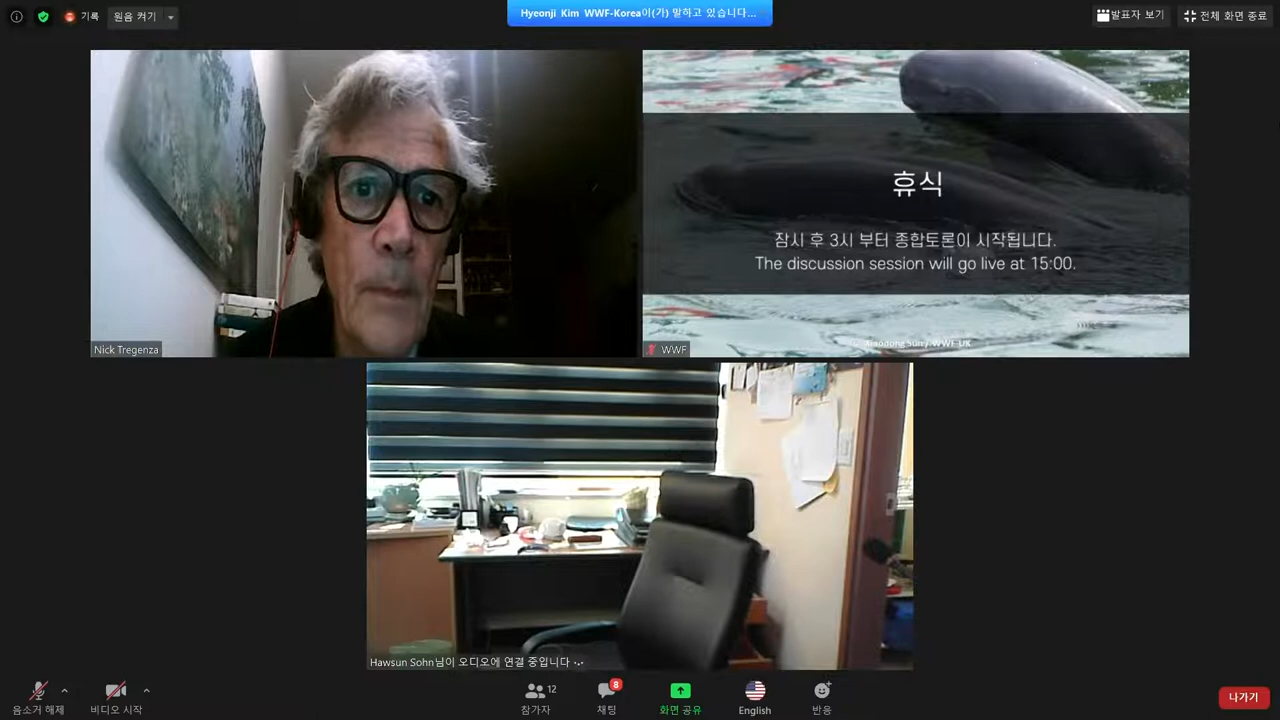 기록
원음 켜기
Hyeonji Kim WWF-Korea이(가) 말하고 있습니다...
발표자 보기
전체 화면 종료
휴식
잠시 후 3시 부터 종합토론이 시작됩니다.
The discussion session will go live at 15:00.
WWF-UK
Nick Tregenza
WWF
Hawsun Sohn님이 오디오에 연결 중입니다
음소거 해제
비디오 시작
12
참가자
8
채팅
화면 공유
English
반응
나가기